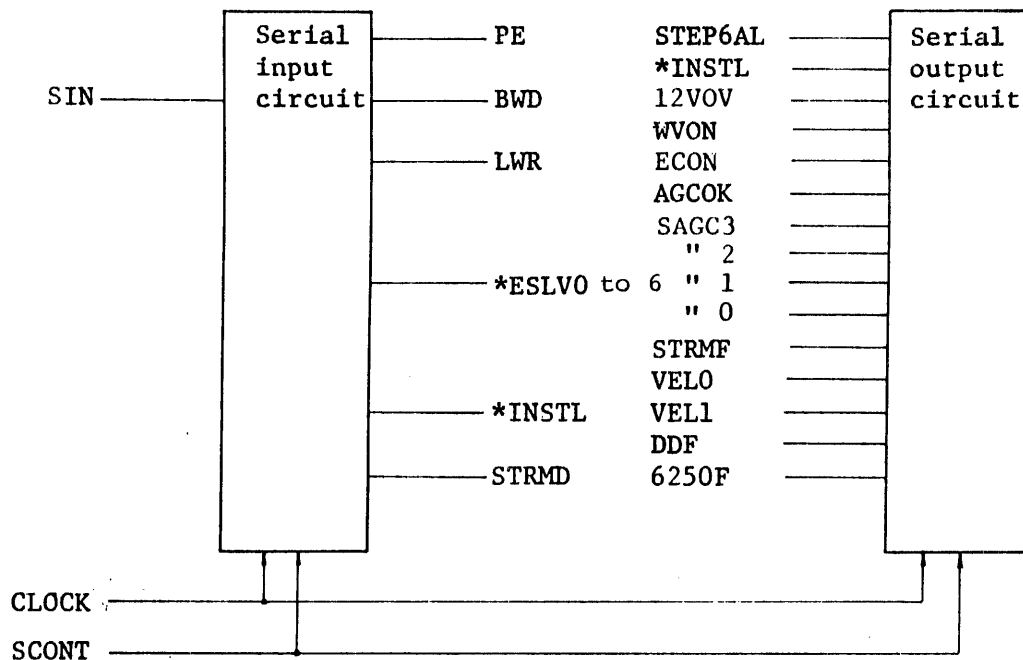 Serial
input
circuit
SIN
PE
BWD
LWR
*ESLV0 to 6
*INSTL
STRMD
STEP6AL
*INSTL
12VOV
WVON
ECON
AGCOK
SAGC3
" 2
" 1
" 0
STRMF
VEL0
VEL1
DDF
6250F
Serial
output
circuit
CLOCK
SCONT